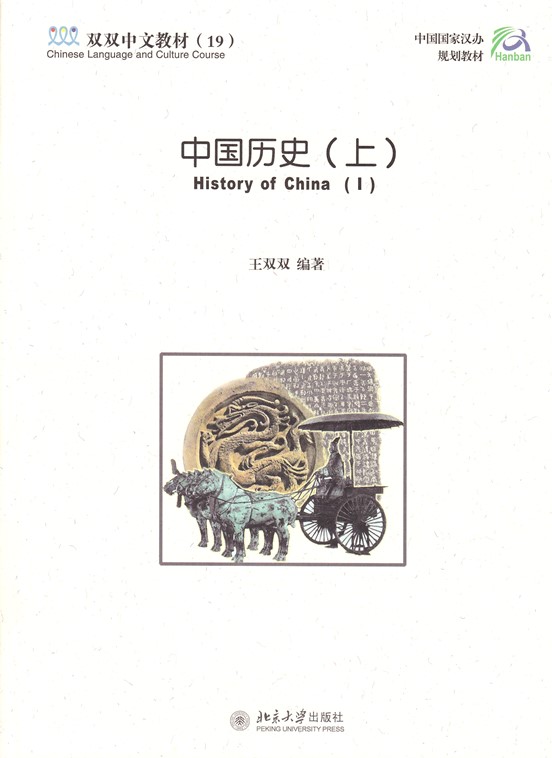 双双中文教材（19）
Chinese Language and Culture Course
中国国家汉办
规划教材
Hanban
中国历史（上）
History of China (I)
王双双 编著
北京大学出版社
PEKING UNIVERSITY PRESS